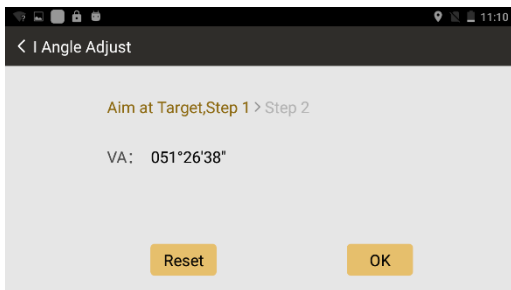 11:10
I Angle Adjust
Aim at Target,Step 1 > Step 2
VA: 051°26'38"
Reset OK